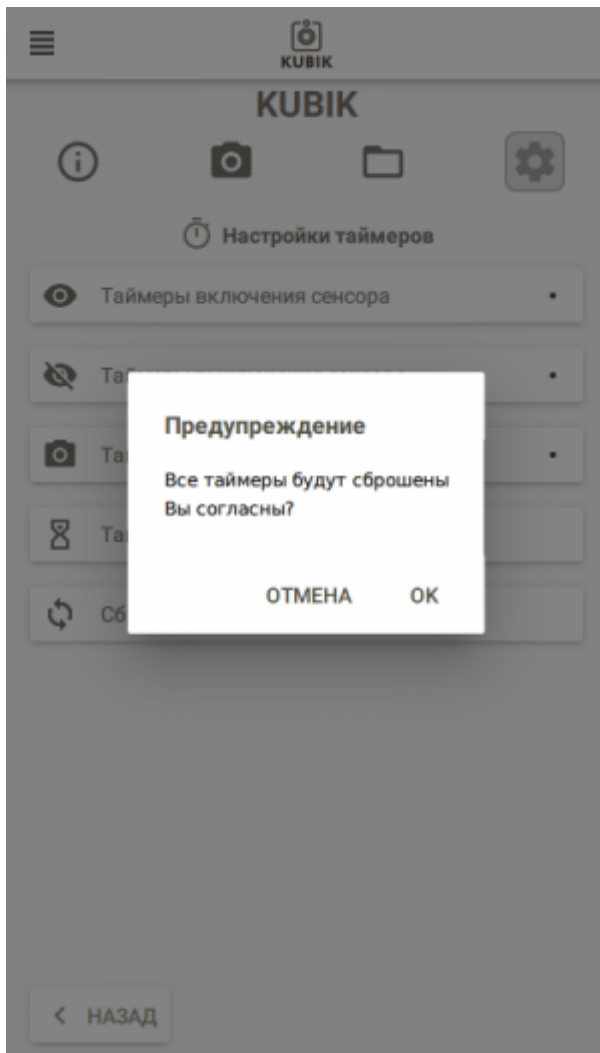 KUBIK
KUBIK
Настройки таймеров
Таймеры включения сенсора
Предупреждение
Все таймеры будут сброшены
Вы согласны?
ОТМЕНА
OK
НАЗАД